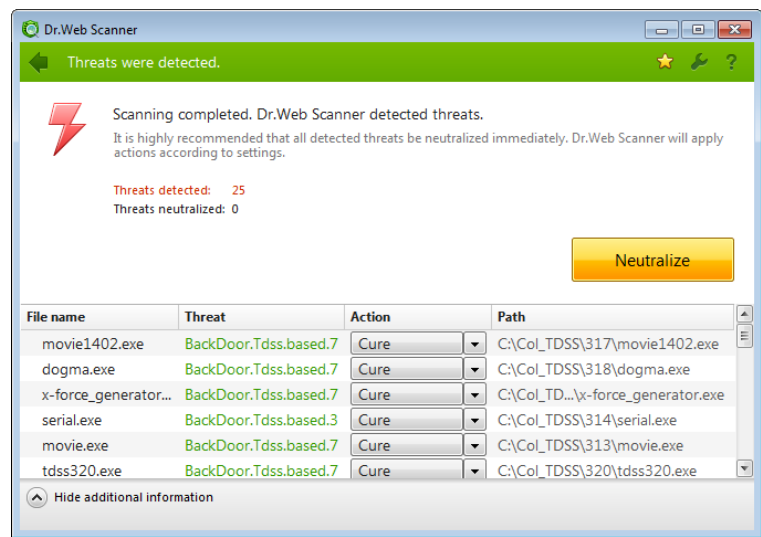 Dr.Web Scanner
Threats were detected.
?
Scanning completed. Dr.Web Scanner detected threats.
It is highly recommended that all detected threats be neutralized immediately. Dr.Web Scanner will apply
actions according to settings.
Threats detected: 25
Threats neutralized: 0
Neutralize
File name Threat Action Path
movie1402.exe BackDoor.Tdss.based.7 Cure C:\Col_TDSS\317\movie1402.exe
dogma.exe BackDoor.Tdss.based.7 Cure C:\Col_TDSS\318\dogma.exe
x-force_generator... BackDoor.Tdss.based.7 Cure C:\Col_TD...\x-force_generator.exe
serial.exe BackDoor.Tdss.based.3 Cure C:\Col_TDSS\314\serial.exe
movie.exe BackDoor.Tdss.based.7 Cure C:\Col_TDSS\313\movie.exe
tdss320.exe BackDoor.Tdss.based.7 Cure C:\Col_TDSS\320\tdss320.exe
Hide additional information